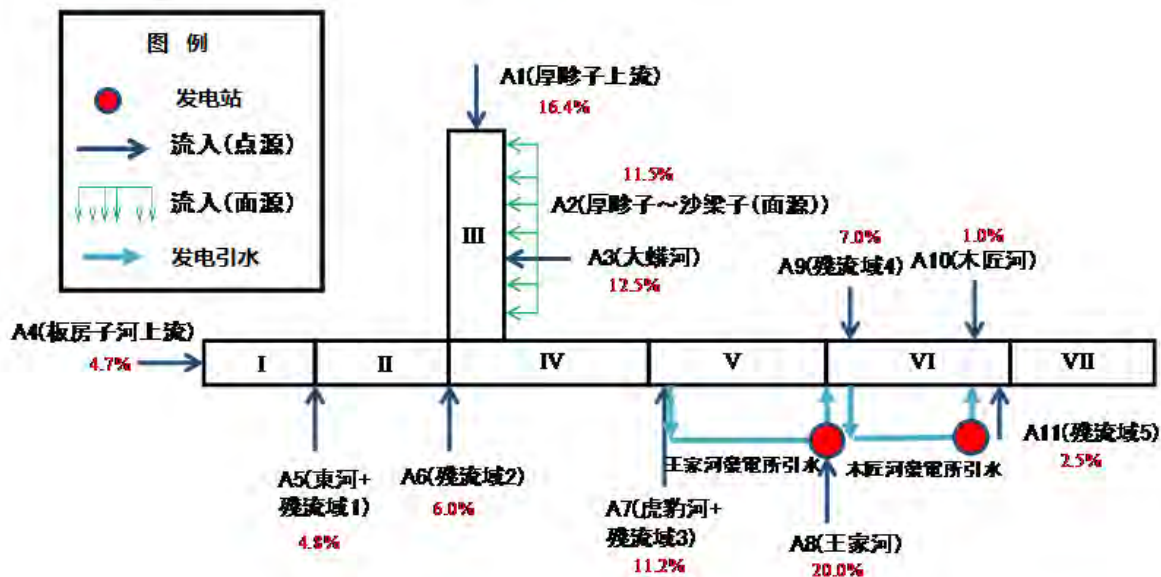 图 例
发电站
流入(点源)
流入(面源)
发电引水
A1(厚畛子上流)
16.4%
11.5%
A2(厚畛子～沙梁子(面源))
III
A3(大蟒河)
12.5%
7.0%
A9(残流域4)
1.0%
A10(木匠河)
A4(板房子河上流)
4.7%
I
II
IV
V
VI
VII
A5(東河+
残流域1)
4.8%
A6(残流域2)
6.0%
A7(虎豹河+
残流域3)
11.2%
王家河發電所引水
木匠河發電所引水
A8(王家河)
20.0%
A11(残流域5)
2.5%